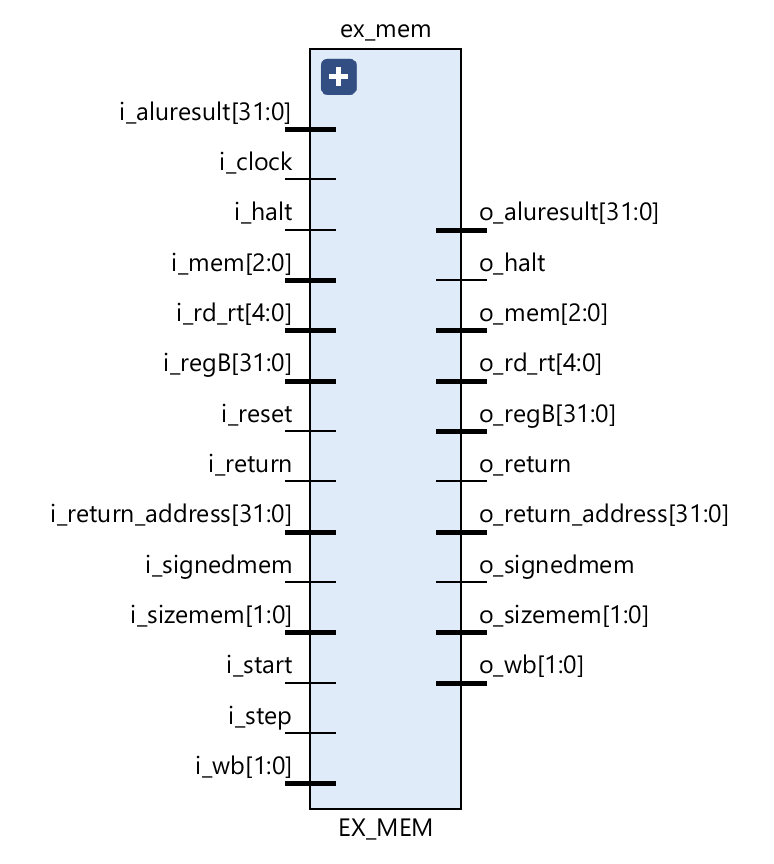 ex_mem
i_aluresult[31:0]
i_clock
i_halt
i_mem[2:0]
i_rd_rt[4:0]
i_regB[31:0]
i_reset
i_return
i_return_address[31:0]
i_signedmem
i_sizemem[1:0]
i_start
i_step
i_wb[1:0]
o_aluresult[31:0]
o_halt
o_mem[2:0]
o_rd_rt[4:0]
o_regB[31:0]
o_return
o_return_address[31:0]
o_signedmem
o_sizemem[1:0]
o_wb[1:0]
EX_MEM